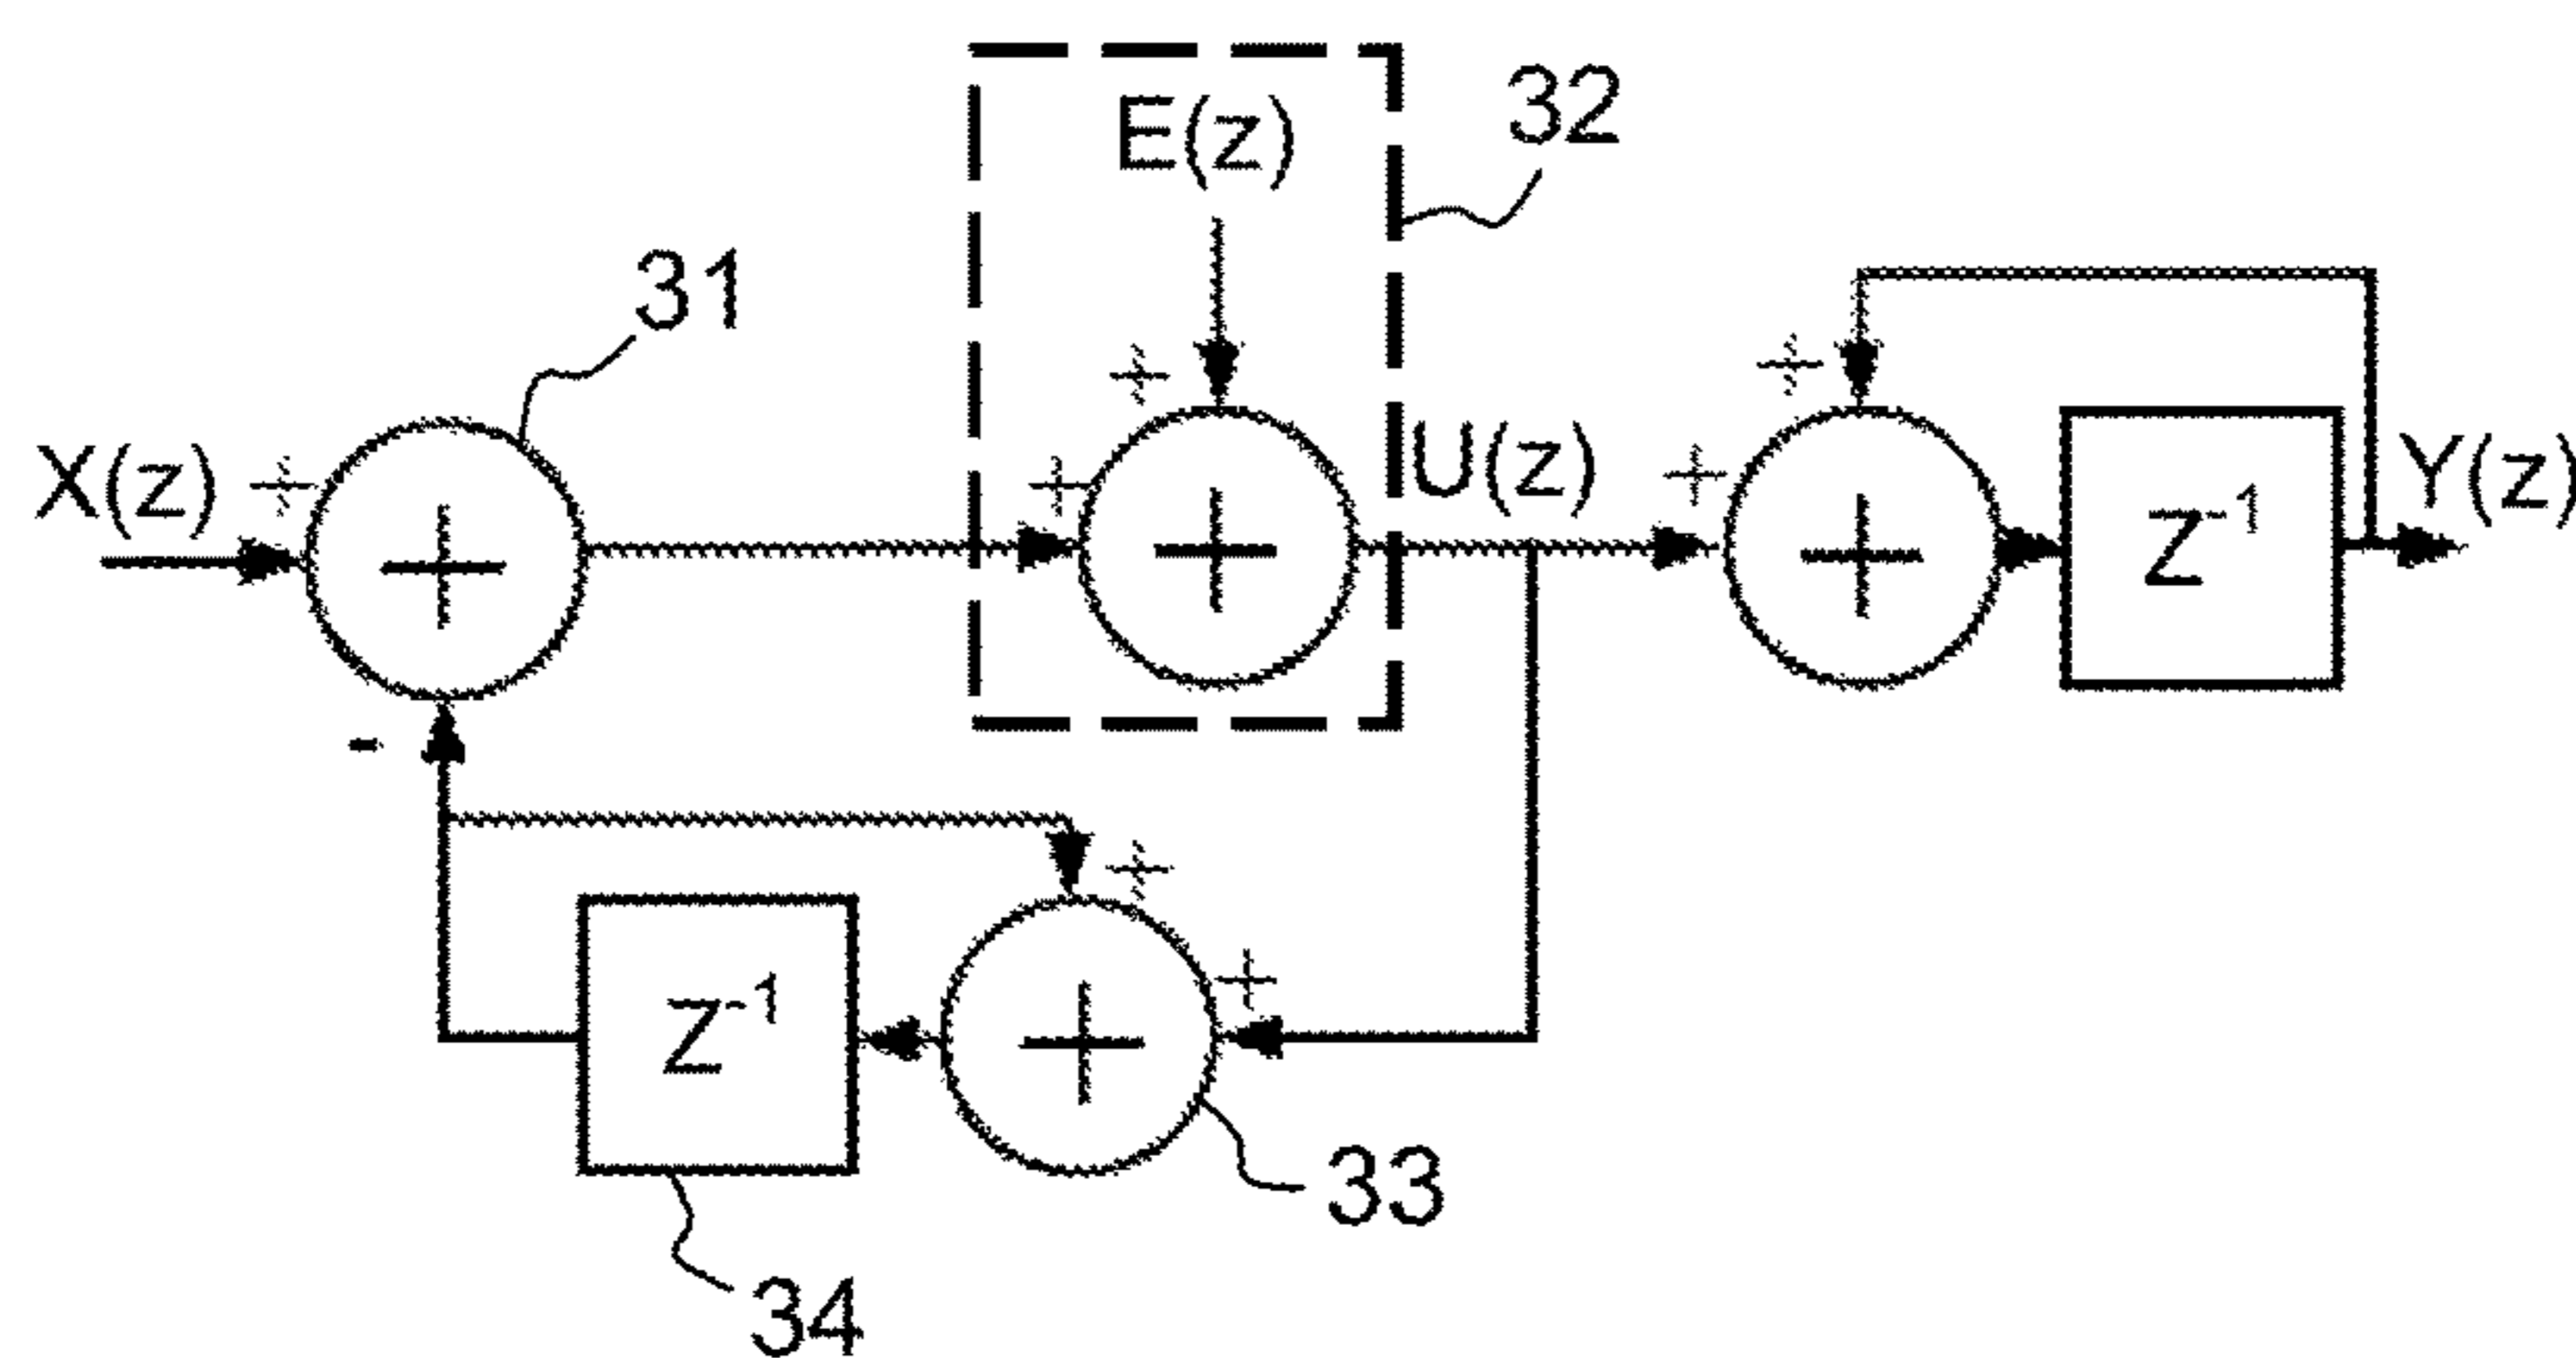 32
E(z)
+
31
+
+
X(z)
+
+
U(z)
+
Y(z)
+
+
+
Z-1
-
+
+
Z-1
+
33
34